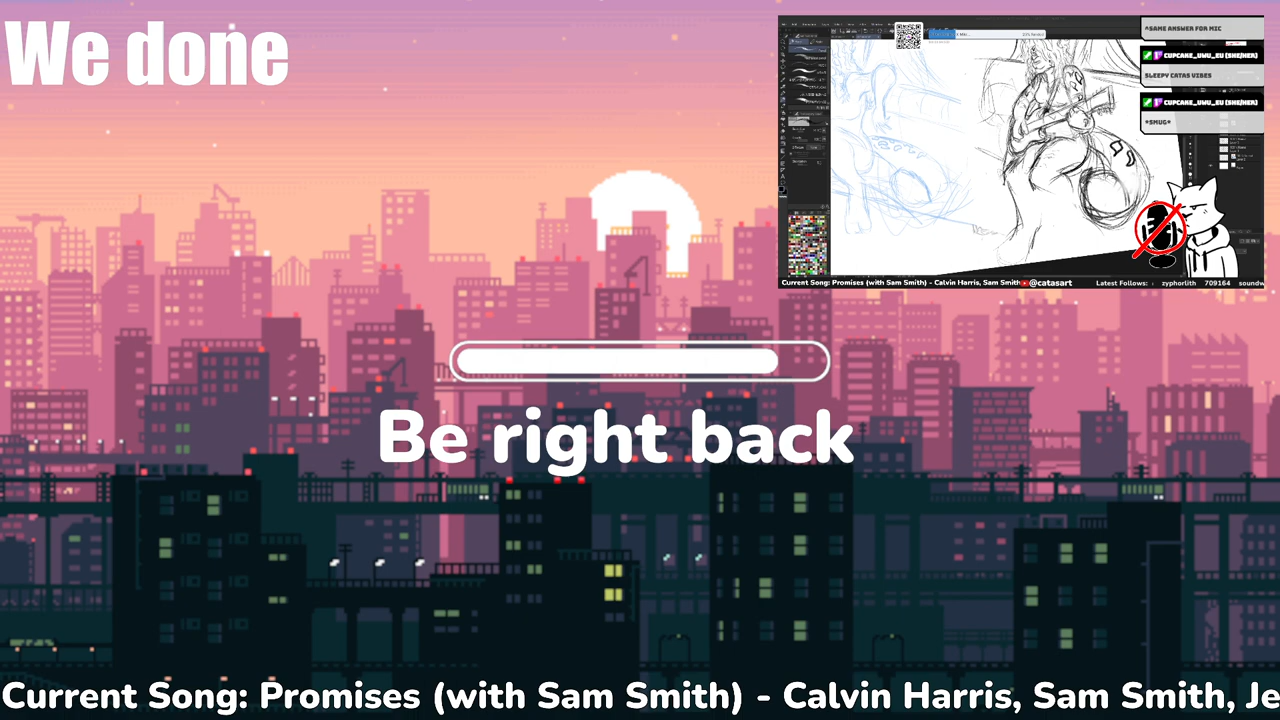 ^SAME ANSWER FOR MIC
CUPCAKE_UWU_EU (SHE/HER)
SLEEPY CATAS VIBES
CUPCAKE_UWU_EU (SHE/HER)
*SMUG*
Current Song: Promises (with Sam Smith) - Calvin Harris, Sam Smith
@catasart
Latest Follows:
zyphorlith
709164
soundw
Be right back
Current Song: Promises (with Sam Smith) - Calvin Harris, Sam Smith, Je